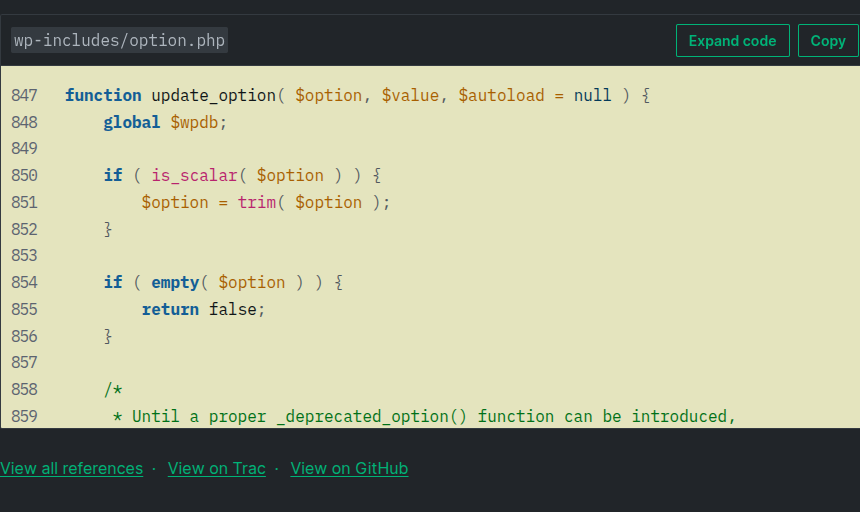 wp-includes/option.php Expand code Copy
847 function update_option( $option, $value, $autoload = null ) {
848     global $wpdb;
849
850     if ( is_scalar( $option ) ) {
851         $option = trim( $option );
852     }
853
854     if ( empty( $option ) ) {
855         return false;
856     }
857
858     /*
859      * Until a proper _deprecated_option() function can be introduced,
View all references · View on Trac · View on GitHub